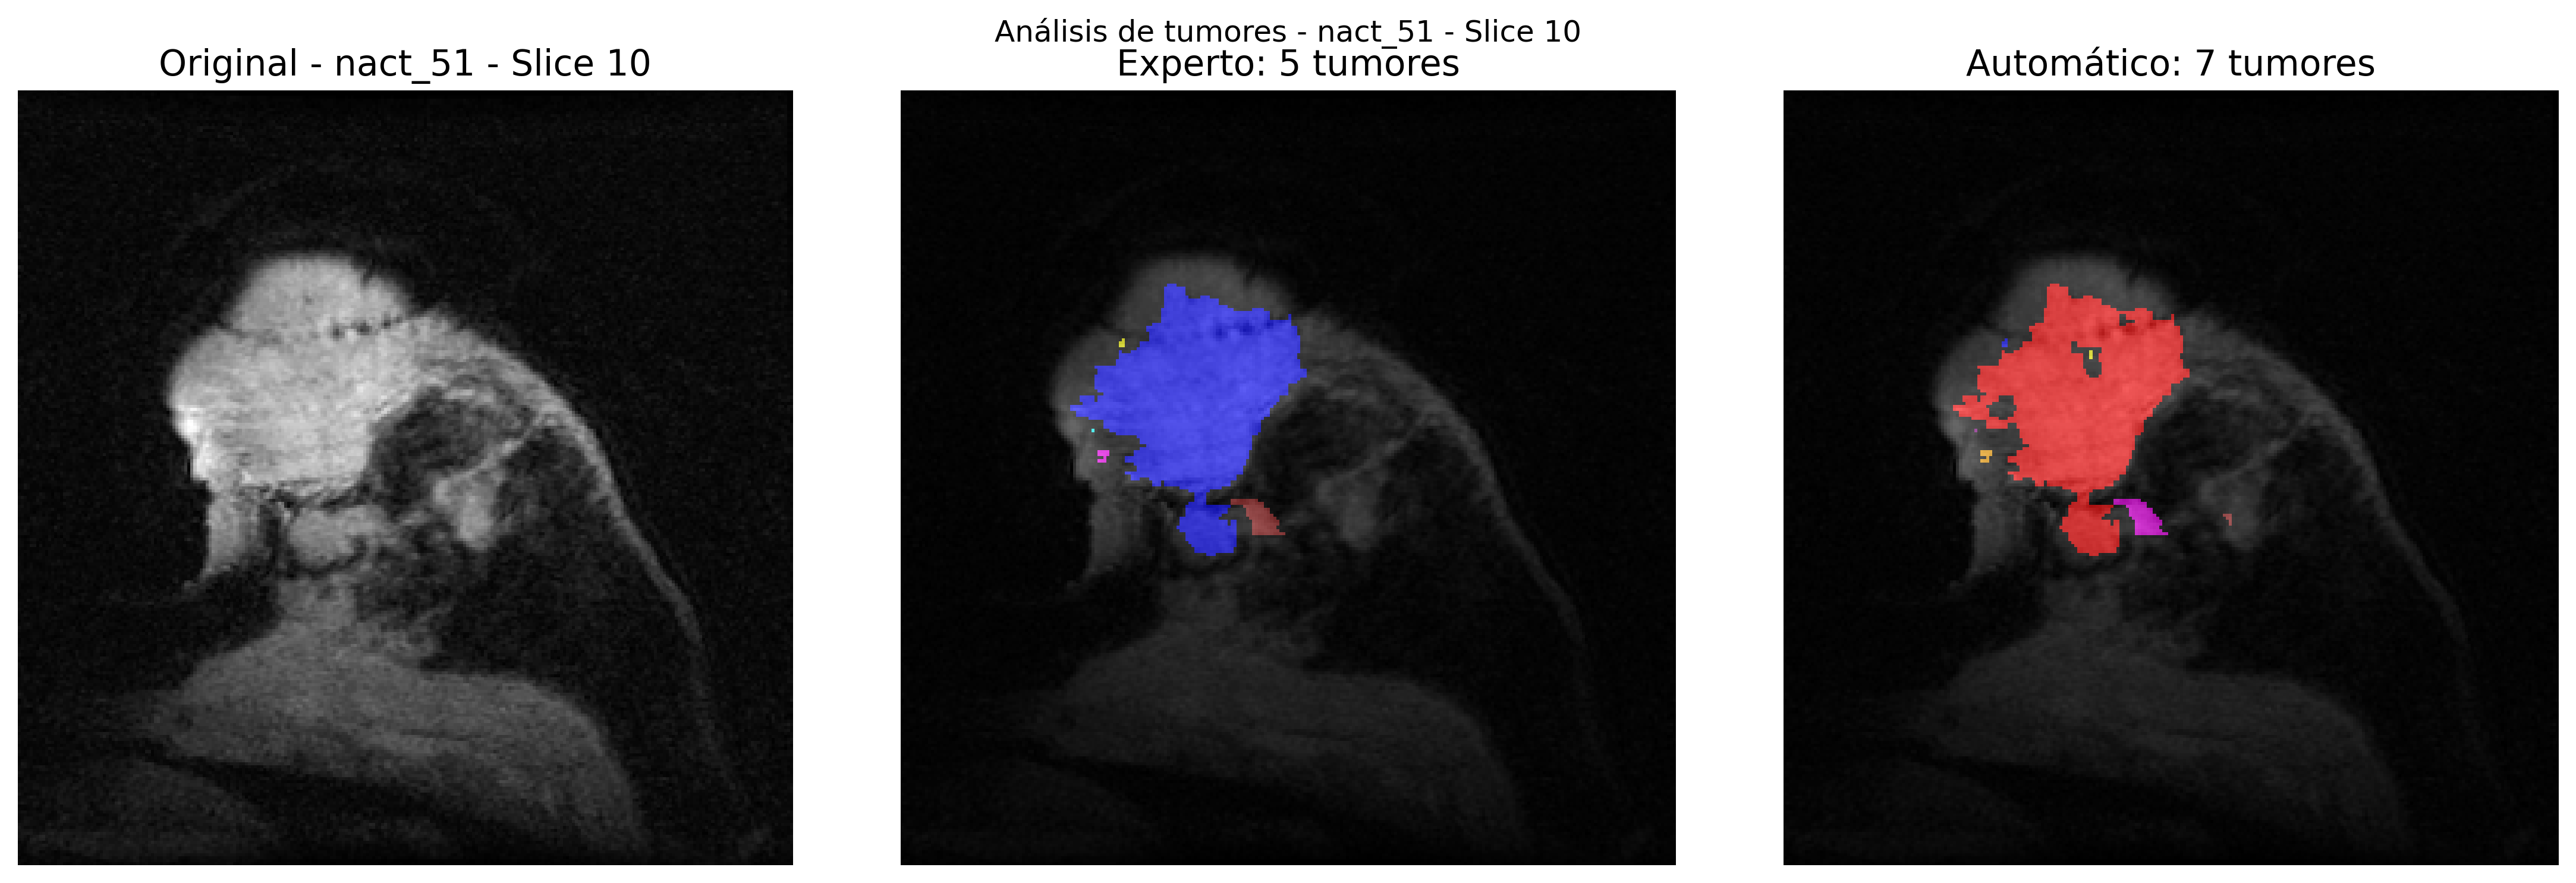 Análisis de tumores - nact_51 - Slice 10
Original - nact_51 - Slice 10
Experto: 5 tumores
Automático: 7 tumores